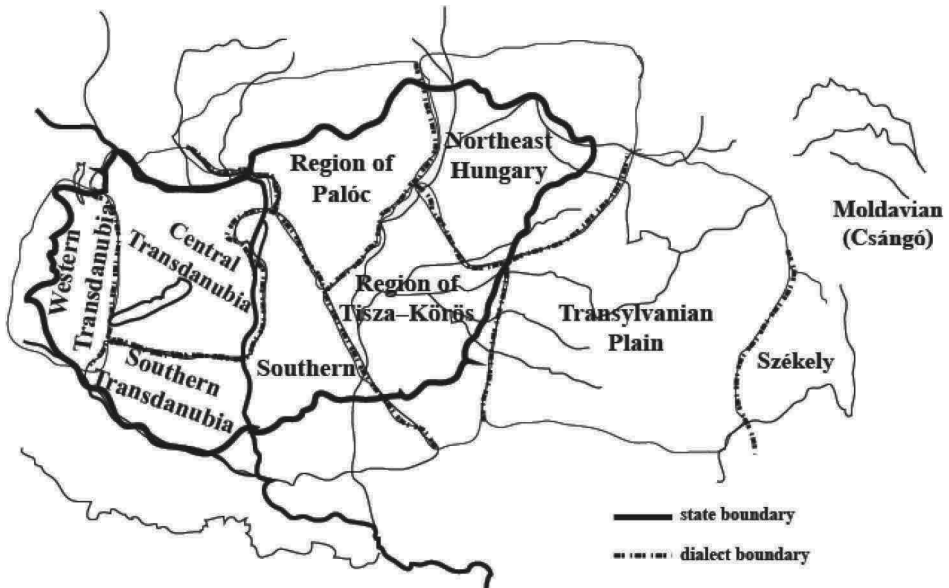 Northeast
Hungary
Region of
Palóc
Moldavian
(Csángó)
Western
Transdanubia
Central
Transdanubia
Region of
Tisza–Körös
Transylvanian
Plain
Southern
Transdanubia
Southern
Székely
state boundary
dialect boundary